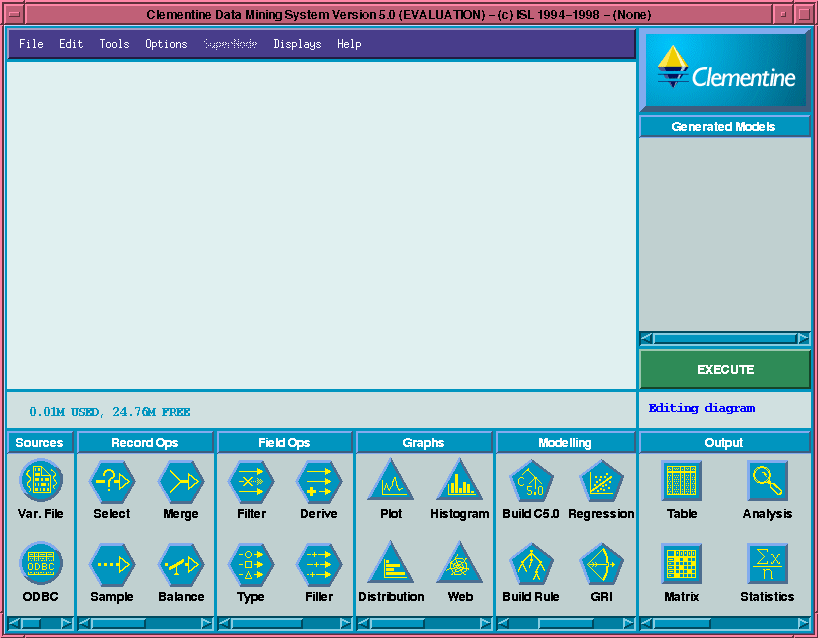 Clementine Data Mining System Version 5.0 (EVALUATION) – (c) ISL 1994–1998 – (None)
File Edit Tools Options SuperNode Displays Help
Clementine
Generated Models
EXECUTE
0.01M USED, 24.76M FREE
Editing diagram
Sources Record Ops Field Ops Graphs Modelling Output
C 5.0
Var. File Select Merge Filter Derive Plot Histogram Build C5.0 Regression Table Analysis
ODBC Σx n
ODBC Sample Balance Type Filler Distribution Web Build Rule GRI Matrix Statistics